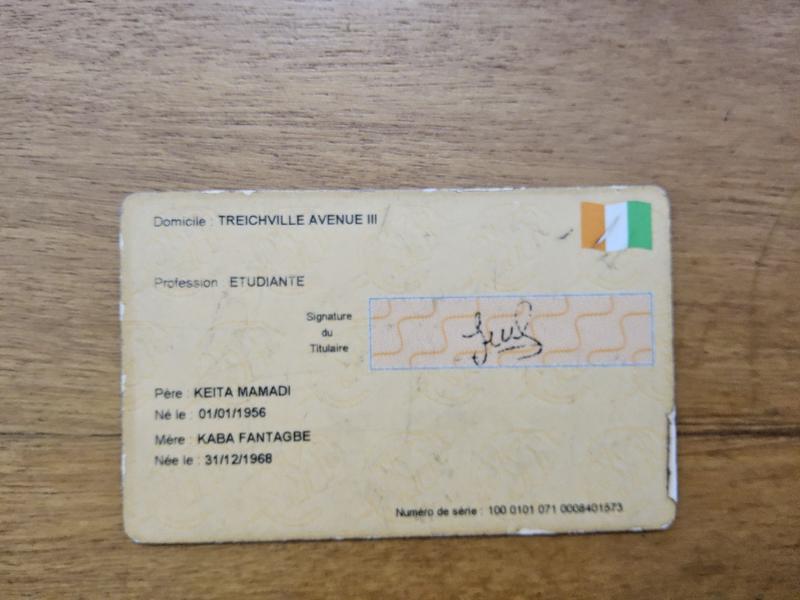 Domicile : TREICHVILLE AVENUE III
Profession : ETUDIANTE
Signature
du
Titulaire
Père : KEITA MAMADI
Né le : 01/01/1956
Mère : KABA FANTAGBE
Née le : 31/12/1968
Numéro de série : 100 0101 071 0008401573